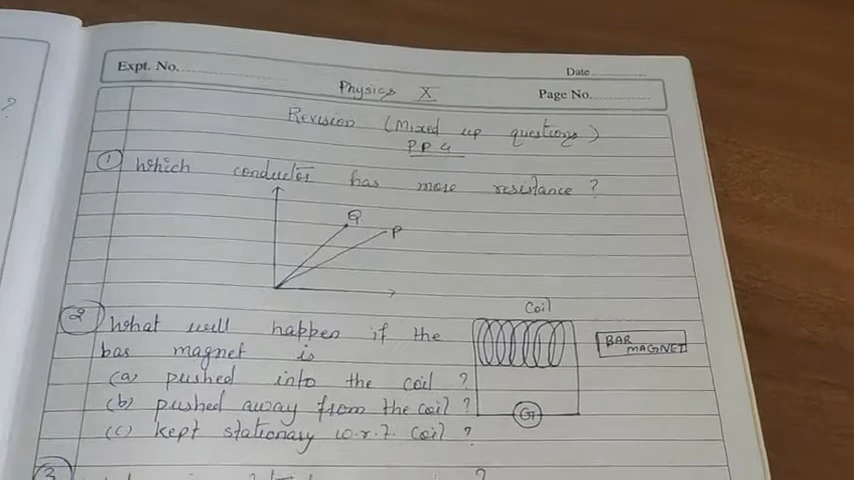 Expt. No.
Date
Page No.
Physics X
Revision (Mixed up questions)
PPG
1 Which conductor has more resistance ?
Q
P
2 What will happen if the
bar magnet is
(a) pushed into the coil ?
(b) pushed away from the coil ?
(c) kept stationary w.r.t. coil ?
Coil
BAR
MAGNET
G
3
?